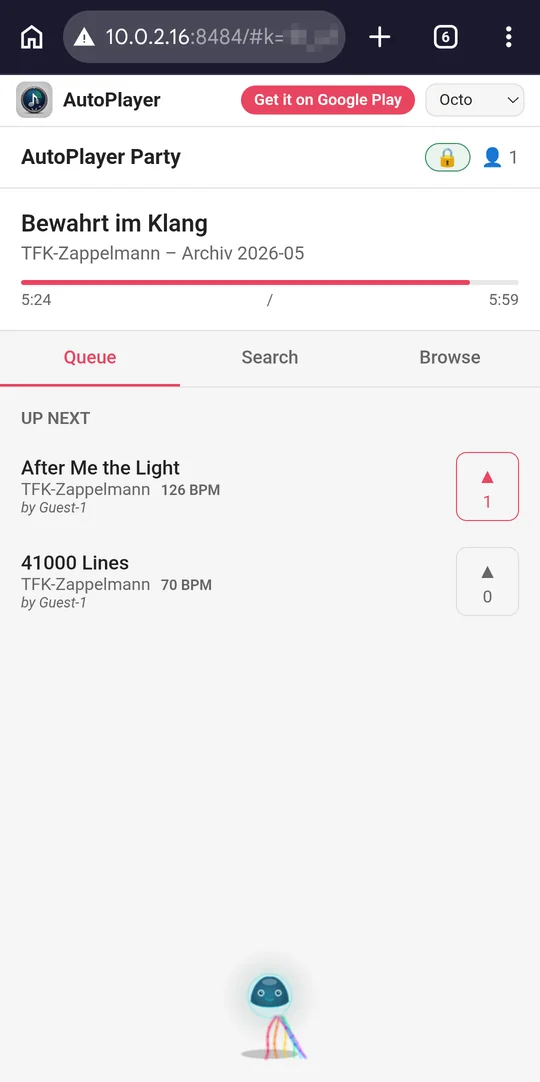 10.0.2.16:8484/#k=
6
AutoPlayer
Get it on Google Play
Octo
AutoPlayer Party
1
Bewahrt im Klang
TFK-Zappelmann – Archiv 2026-05
5:24 / 5:59
Queue Search Browse
UP NEXT
After Me the Light
TFK-Zappelmann 126 BPM
by Guest-1
▲
1
41000 Lines
TFK-Zappelmann 70 BPM
by Guest-1
▲
0